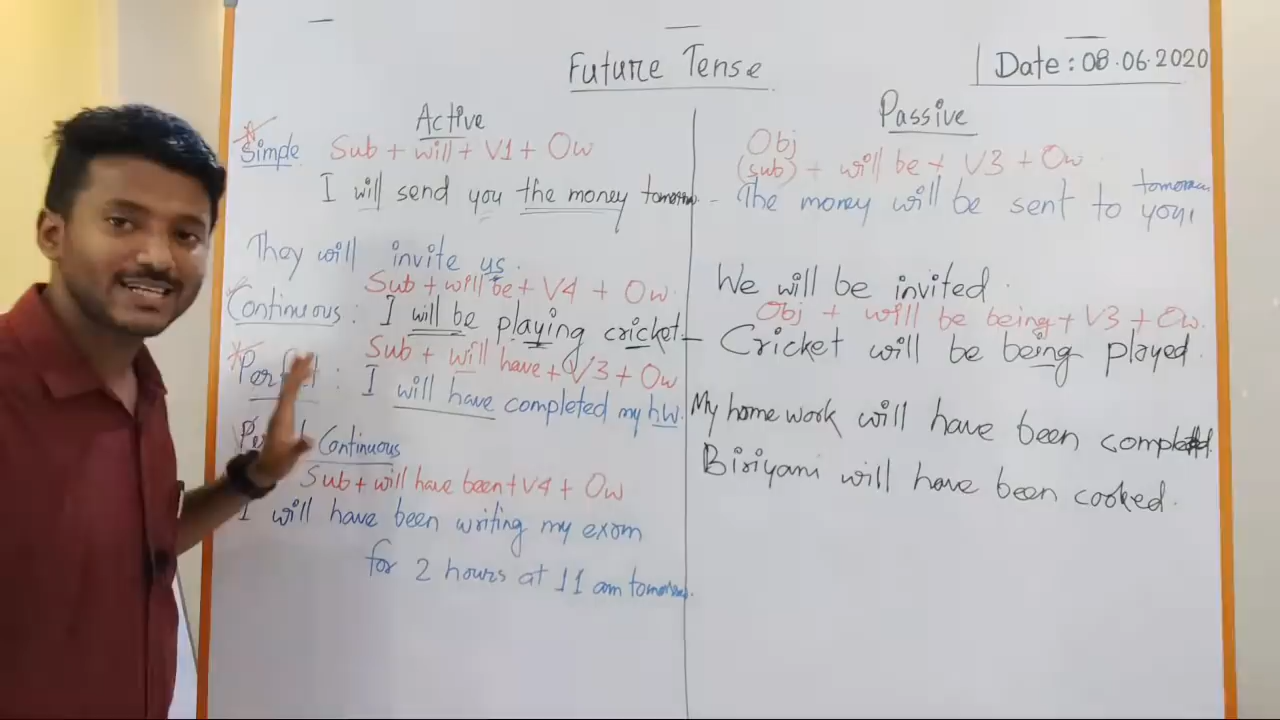 Future Tense
Date: 08.06.2020
Active
Simple Sub + will + V1 + Ow
I will send you the money tomorrow
They will invite us.
Sub + will be + V4 + Ow
Continuous: I will be playing cricket
Sub + will have + V3 + Ow
Perfect: I will have completed my hw.
Continuous
Sub + will have been + V4 + Ow
I will have been writing my exam
for 2 hours at 11 am tomorrow.
Passive
Obj
(sub) + will be + V3 + Ow
tomorrow
- The money will be sent to you.
We will be invited.
Obj + will be being + V3 + Ow.
- Cricket will be being played.
My home work will have been completed.
Biriyani will have been cooked.